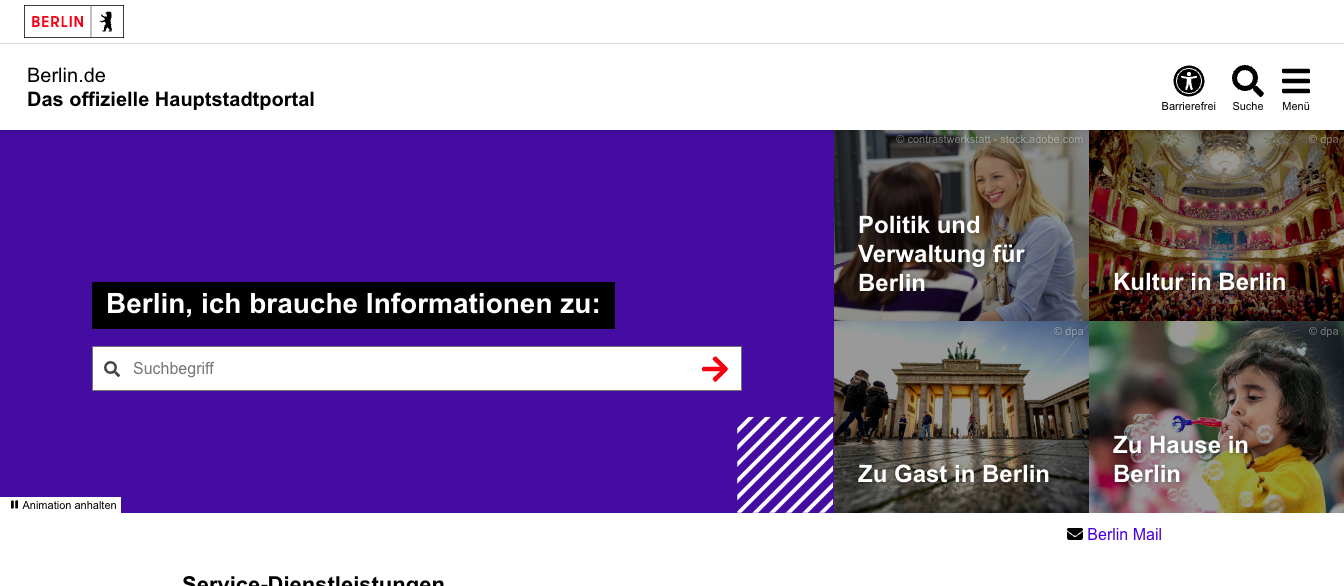 BERLIN
Berlin.de
Das offizielle Hauptstadtportal
Barrierefrei
Suche
Menü
© contrastwerkstatt - stock.adobe.com
© dpa
Politik und
Verwaltung für
Berlin
Kultur in Berlin
Berlin, ich brauche Informationen zu:
Suchbegriff
© dpa
© dpa
Zu Gast in Berlin
Zu Hause in
Berlin
Animation anhalten
Berlin Mail
Service-Dienstleistungen